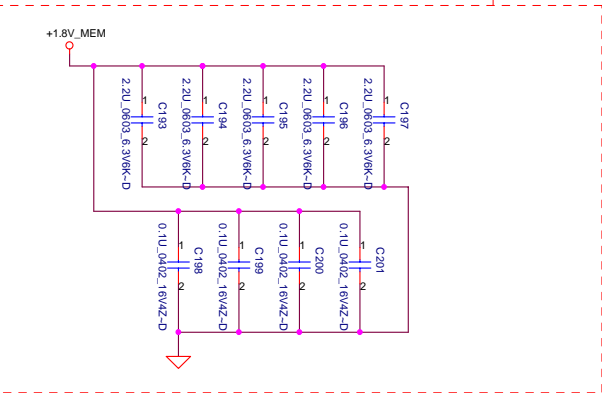 +1.8V_MEM
2.2U_0603_6.3V6K~D
1
2
C193
2.2U_0603_6.3V6K~D
1
2
C194
2.2U_0603_6.3V6K~D
1
2
C195
2.2U_0603_6.3V6K~D
1
2
C196
2.2U_0603_6.3V6K~D
1
2
C197
0.1U_0402_16V4Z~D
1
2
C198
0.1U_0402_16V4Z~D
1
2
C199
0.1U_0402_16V4Z~D
1
2
C200
0.1U_0402_16V4Z~D
1
2
C201